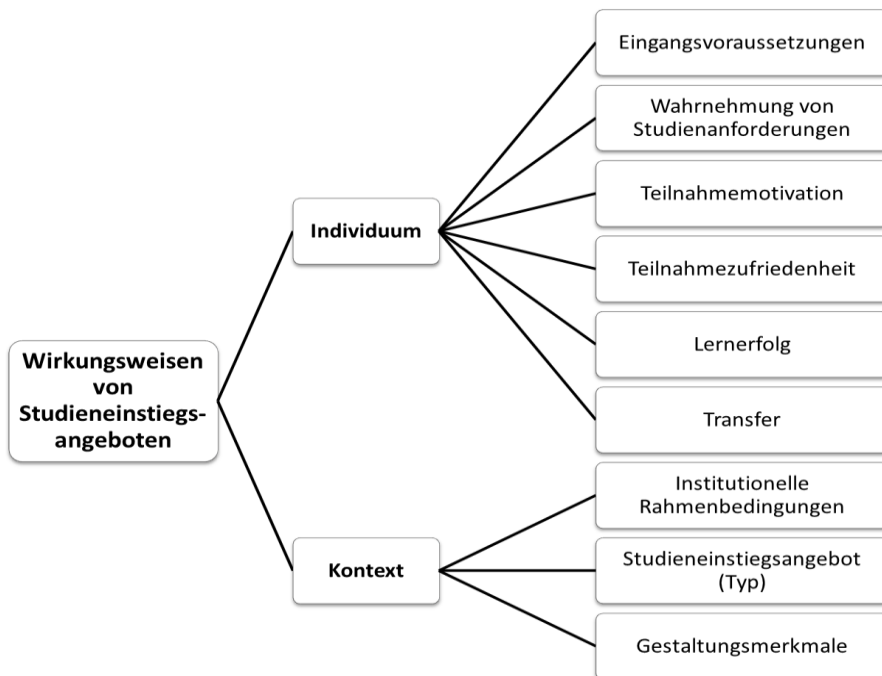 Wirkungsweisen
von
Studieneinstiegs-
angeboten
Individuum
Eingangsvoraussetzungen
Wahrnehmung von
Studienanforderungen
Teilnahmemotivation
Teilnahmezufriedenheit
Lernerfolg
Transfer
Kontext
Institutionelle
Rahmenbedingungen
Studieneinstiegsangebot
(Typ)
Gestaltungsmerkmale